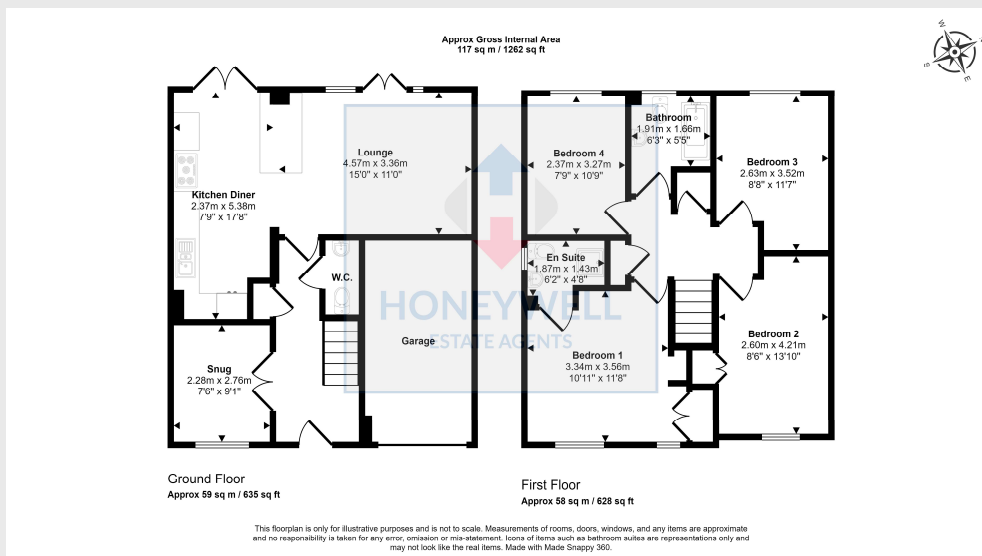 Approx Gross Internal Area
117 sq m / 1262 sq ft
Kitchen Diner
2.37m x 5.38m
7'9" x 17'8"
Lounge
4.57m x 3.36m
15'0" x 11'0"
W.C.
Snug
2.28m x 2.76m
7'6" x 9'1"
Garage
Bedroom 4
2.37m x 3.27m
7'9" x 10'9"
Bathroom
1.91m x 1.66m
6'3" x 5'5"
Bedroom 3
2.63m x 3.52m
8'8" x 11'7"
En Suite
1.87m x 1.43m
6'2" x 4'8"
Bedroom 1
3.34m x 3.56m
10'11" x 11'8"
Bedroom 2
2.60m x 4.21m
8'6" x 13'10"
HONEYWELL
ESTATE AGENTS
Ground Floor
Approx 59 sq m / 635 sq ft
First Floor
Approx 58 sq m / 628 sq ft
This floorplan is only for illustrative purposes and is not to scale. Measurements of rooms, doors, windows, and any items are approximate
and no responsibility is taken for any error, omission or mis-statement. Icons of items such as bathroom suites are representations only and
may not look like the real items. Made with Made Snappy 360.